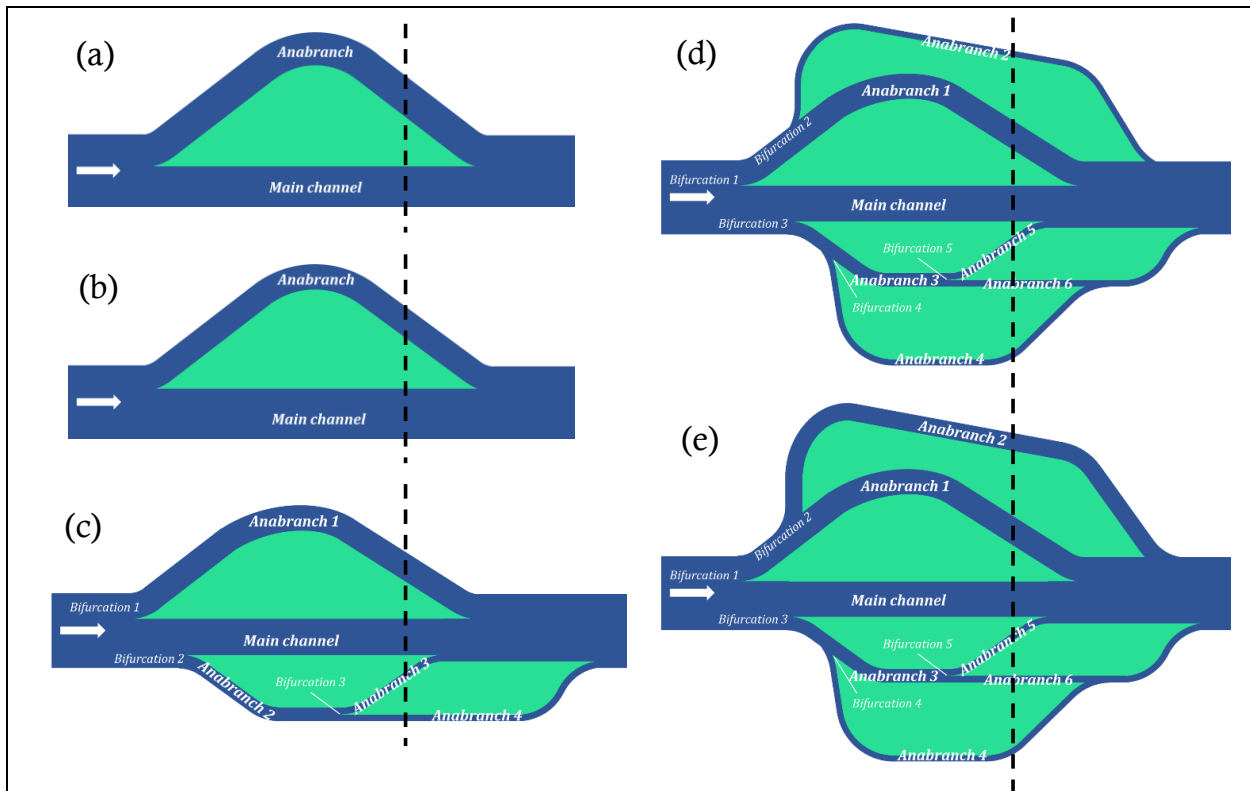 (a)
Anabranch
Main channel
(b)
Anabranch
Main channel
(c)
Anabranch 1
Bifurcation 1
Main channel
Bifurcation 2
Anabranch 2
Bifurcation 3
Anabranch 3
Anabranch 4
(d)
Anabranch 2
Anabranch 1
Bifurcation 2
Bifurcation 1
Main channel
Bifurcation 3
Bifurcation 5
Anabranch 5
Anabranch 3
Anabranch 6
Bifurcation 4
Anabranch 4
(e)
Anabranch 2
Anabranch 1
Bifurcation 2
Bifurcation 1
Main channel
Bifurcation 3
Bifurcation 5
Anabranch 5
Anabranch 3
Anabranch 6
Bifurcation 4
Anabranch 4